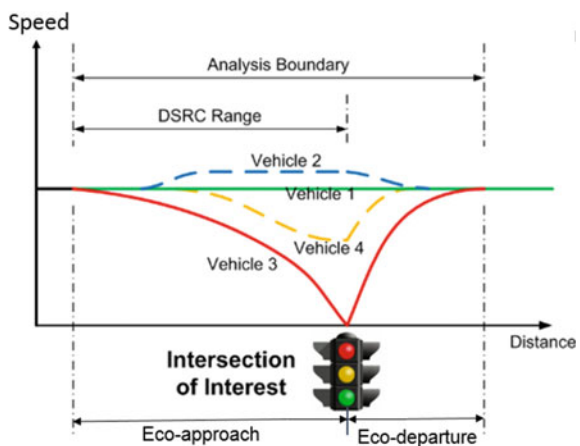 Speed
Analysis Boundary
DSRC Range
Vehicle 2
Vehicle 1
Vehicle 4
Vehicle 3
Distance
Intersection
of Interest
Eco-approach
Eco-departure